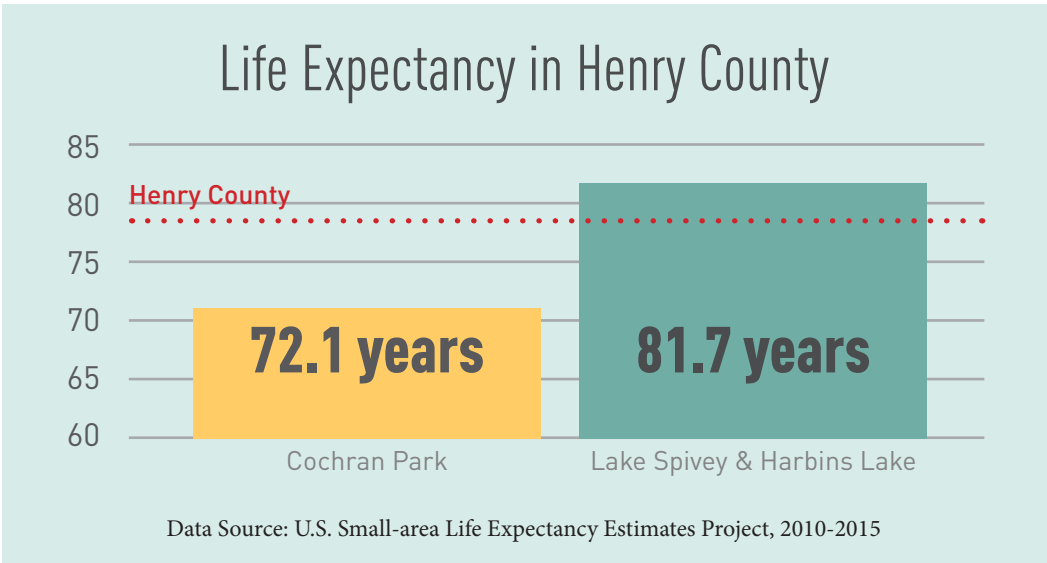 Life Expectancy in Henry County
85
Henry County
80
75
70
72.1 years
81.7 years
65
60
Cochran Park
Lake Spivey & Harbins Lake
Data Source: U.S. Small-area Life Expectancy Estimates Project, 2010-2015